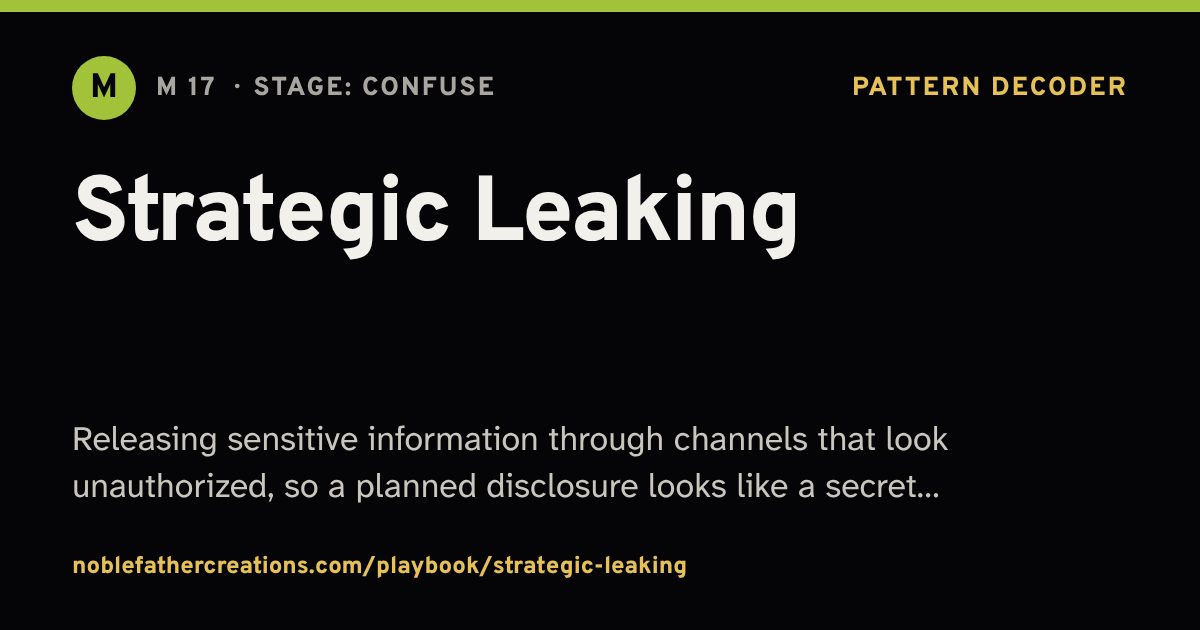 M
M 17 · STAGE: CONFUSE
PATTERN DECODER
Strategic Leaking
Releasing sensitive information through channels that look
unauthorized, so a planned disclosure looks like a secret...
noblefathercreations.com/playbook/strategic-leaking